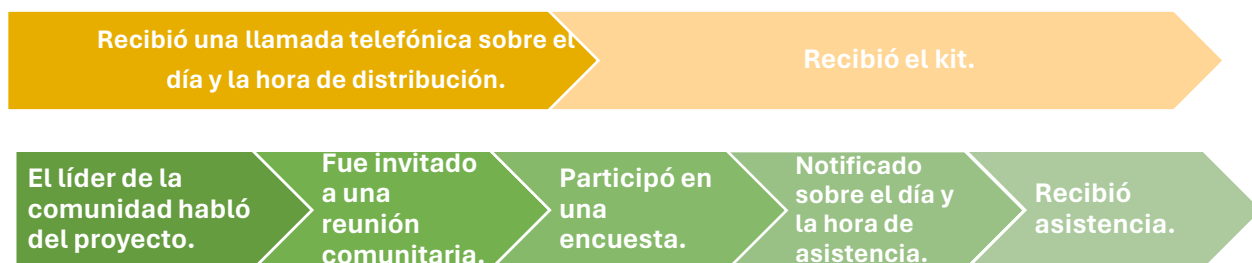 Recibió una llamada telefónica sobre el
día y la hora de distribución.
Recibió el kit.
El líder de la
comunidad habló
del proyecto.
Fue invitado
a una
reunión
comunitaria.
Participó en
una
encuesta.
Notificado
sobre el día y
la hora de
asistencia.
Recibió
asistencia.